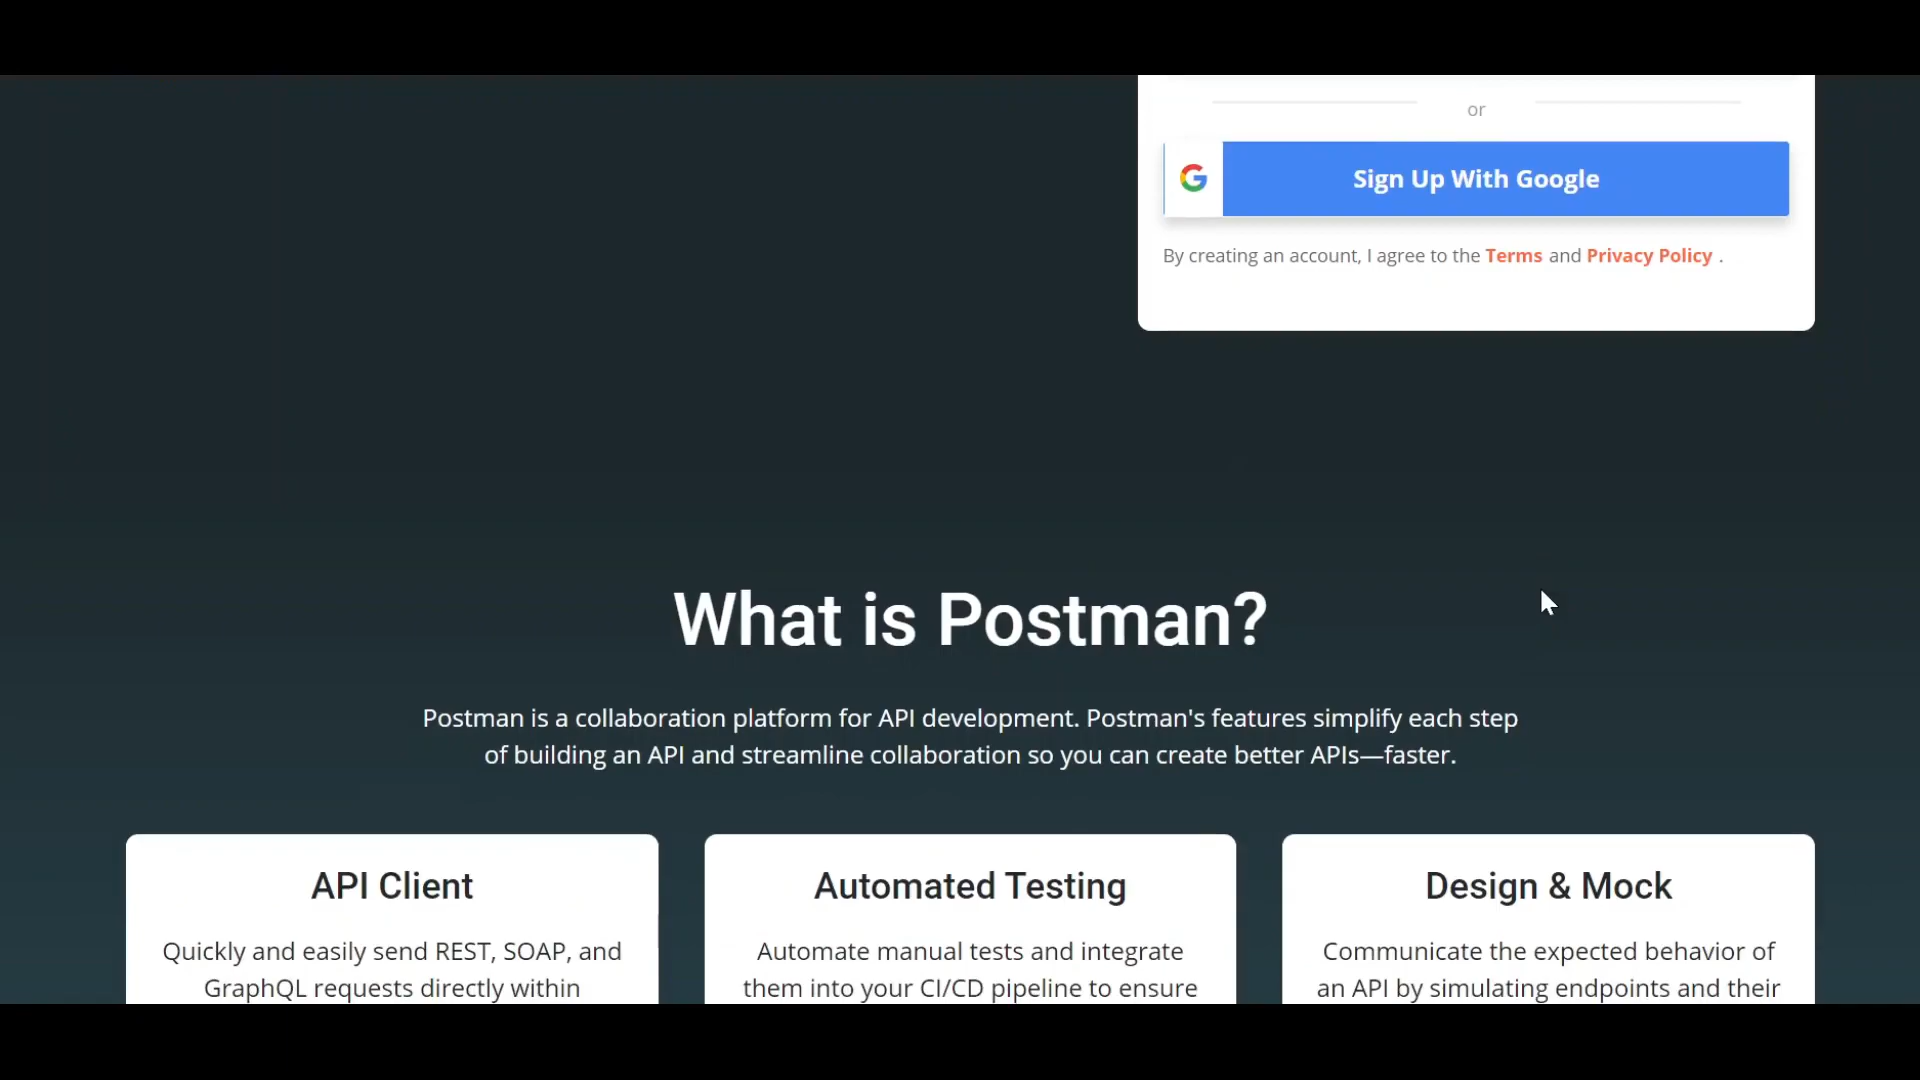 or
Sign Up With Google
By creating an account, I agree to the Terms and Privacy Policy .
What is Postman?
Postman is a collaboration platform for API development. Postman's features simplify each step
of building an API and streamline collaboration so you can create better APIs—faster.
API Client
Quickly and easily send REST, SOAP, and
GraphQL requests directly within
Automated Testing
Automate manual tests and integrate
them into your CI/CD pipeline to ensure
Design & Mock
Communicate the expected behavior of
an API by simulating endpoints and their